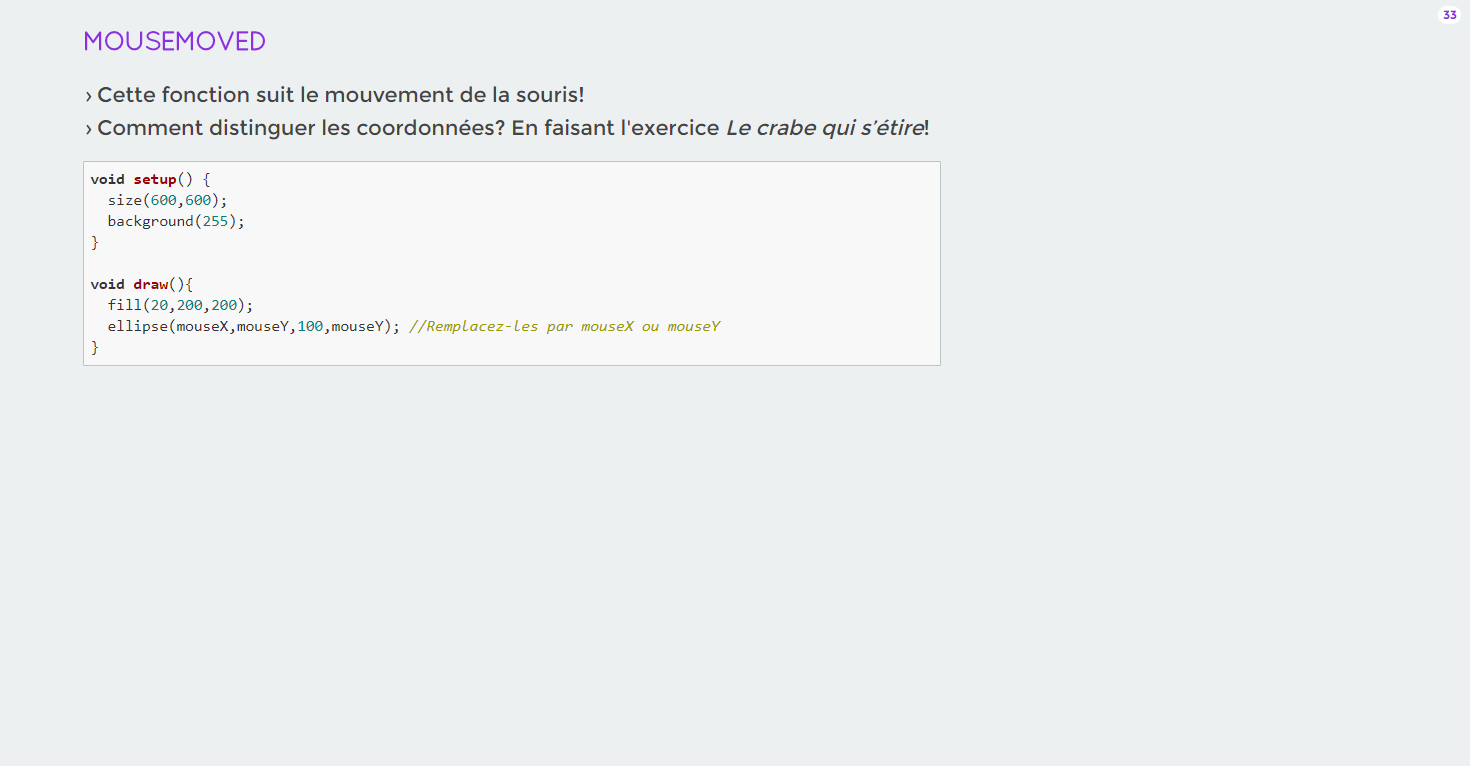 33
MOUSEMOVED
› Cette fonction suit le mouvement de la souris!
› Comment distinguer les coordonnées? En faisant l'exercice Le crabe qui s’étire!
void setup() {
  size(600,600);
  background(255);
}
void draw(){
  fill(20,200,200);
  ellipse(mouseX,mouseY,100,mouseY); //Remplacez-les par mouseX ou mouseY
}